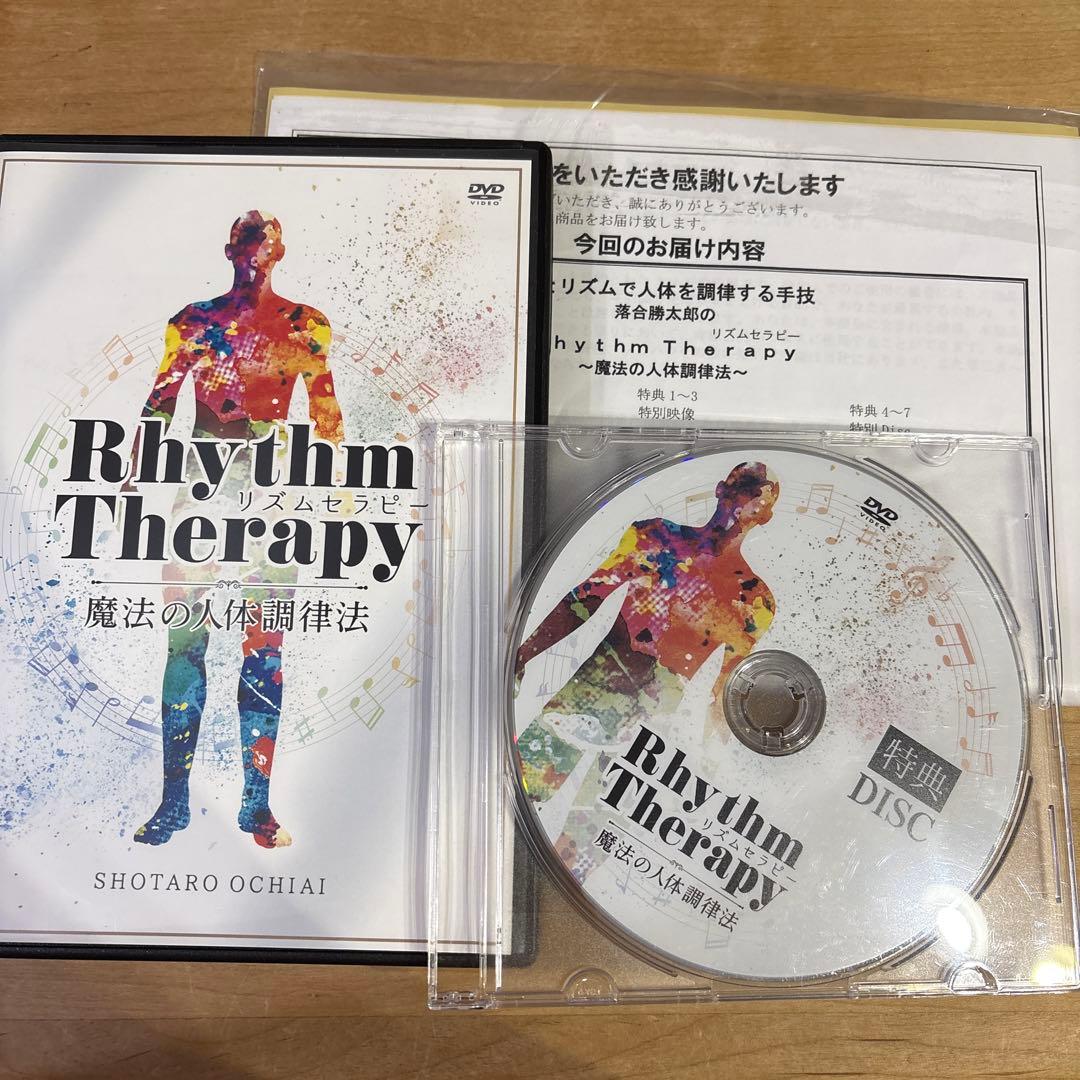 DVD
VIDEO
Rhythm
リズムセラピー
Therapy
魔法の人体調律法
SHOTARO OCHIAI
をいただき感謝いたします
いただき、誠にありがとうございます。
商品をお届け致します。
今回のお届け内容
リズムで人体を調律する手技
落合勝太郎の
リズムセラピー
hythm Therapy
～魔法の人体調律法～
特典1～3
特別映像
特典4～7
特別Disc
DVD
VIDEO
特典
DISC
Rhythm
リズムセラピー
Therapy
魔法の人体調律法